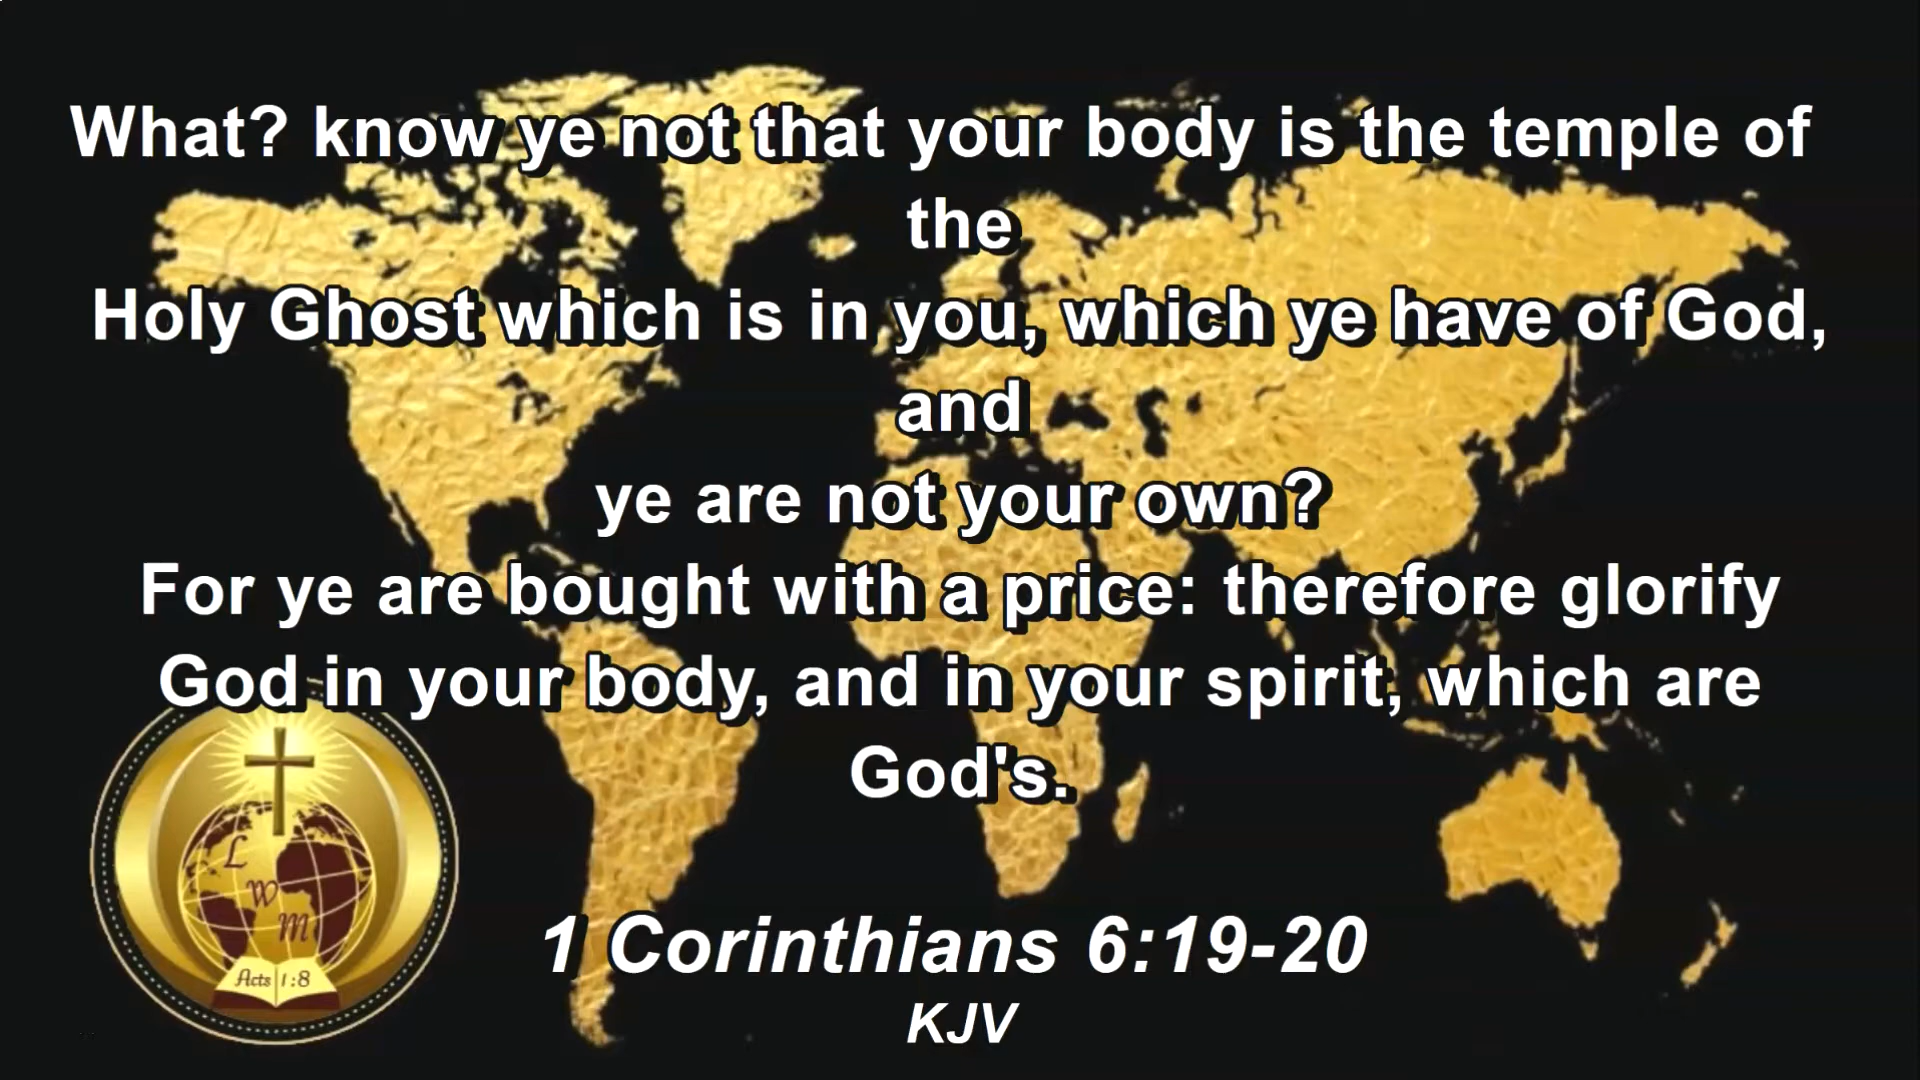 What? know ye not that your body is the temple of
the
Holy Ghost which is in you, which ye have of God,
and
ye are not your own?
For ye are bought with a price: therefore glorify
God in your body, and in your spirit, which are
God's.
L
W
M
Acts 1:8
1 Corinthians 6:19-20
KJV